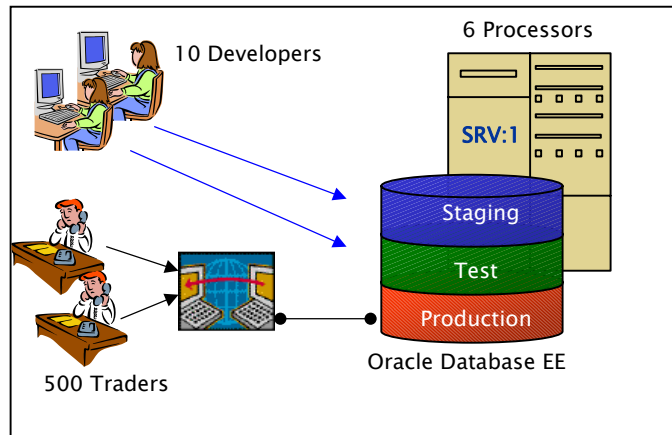 6 Processors
10 Developers
SRV:1
Staging
Test
Production
Oracle Database EE
500 Traders